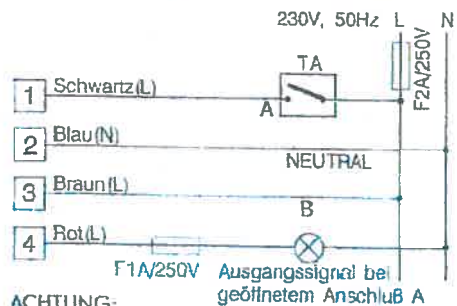 230V, 50Hz L N
TA
F2A/250V
1 Schwartz(L)
A
2 Blau(N)
NEUTRAL
3 Braun(L)
B
4 Rot(L)
F1A/250V
Ausgangssignal bei
geöffnetem Anschluß A
ACHTUNG: